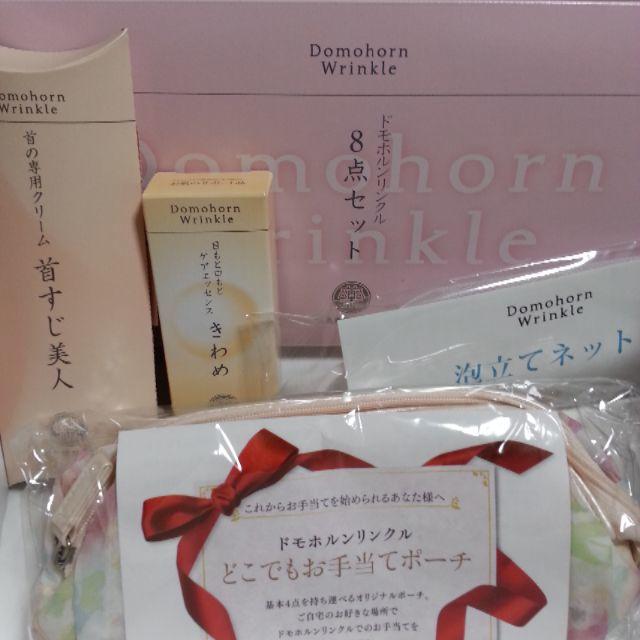 Domohorn
Wrinkle
首の専用クリーム
首すじ美人
Domohorn
Wrinkle
目もと口もと
ケアエッセンス
きわめ
Domohorn
Wrinkle
Domohorn
Wrinkle
ドモホルンリンクル
8点セット
Domohorn
Wrinkle
泡立てネット
これからお手当てを始められるあなた様へ
ドモホルンリンクル
どこでもお手当てポーチ
基本4点を持ち運べるオリジナルポーチ。
ご自宅のお好きな場所で
ドモホルンリンクルでのお手当てを